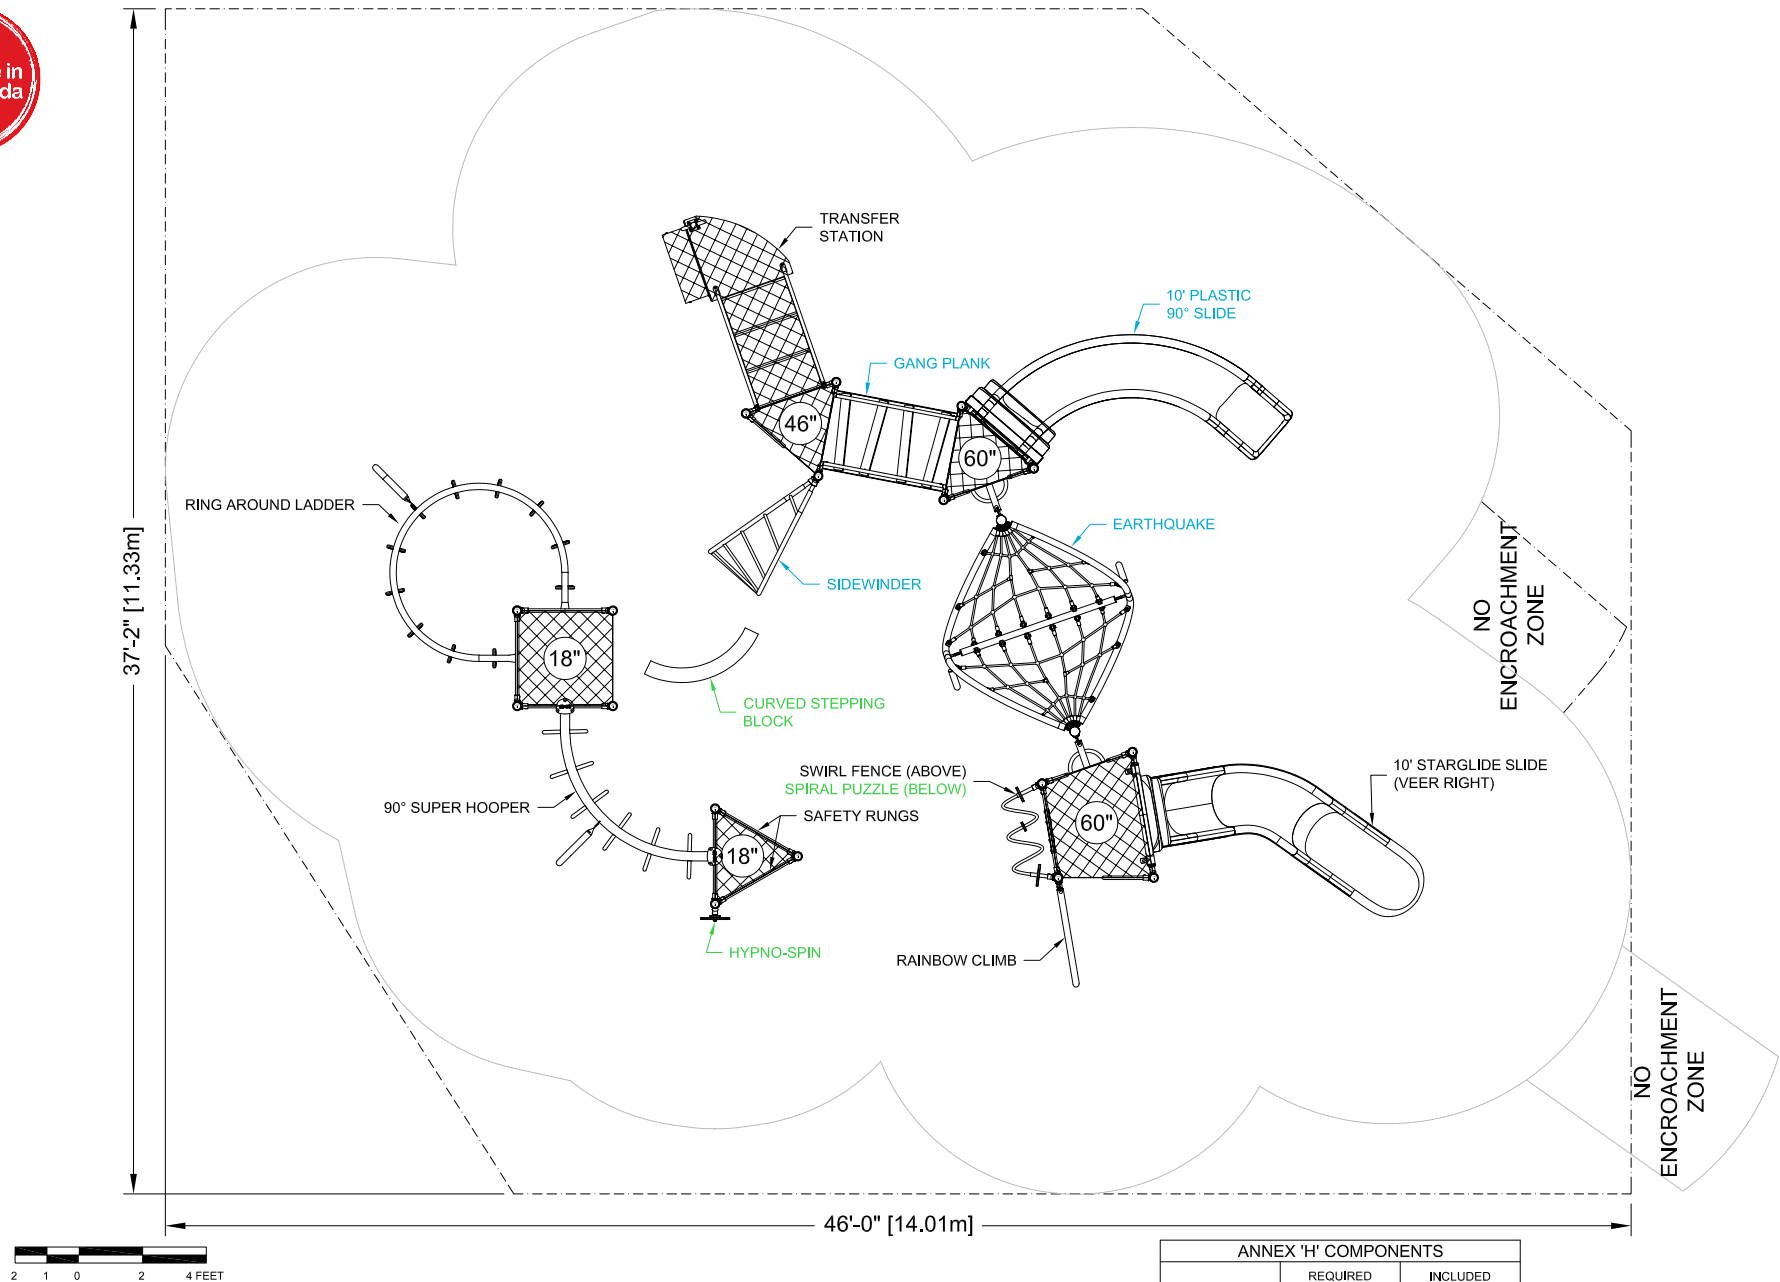 TRANSFER
STATION
10' PLASTIC
90° SLIDE
GANG PLANK
46"
60"
RING AROUND LADDER
EARTHQUAKE
SIDEWINDER
NO
ENCROACHMENT
ZONE
37'-2" [11.33m]
18"
CURVED STEPPING
BLOCK
SWIRL FENCE (ABOVE)
SPIRAL PUZZLE (BELOW)
10' STARGLIDE SLIDE
(VEER RIGHT)
90° SUPER HOOPER
SAFETY RUNGS
60"
18"
HYPNO-SPIN
RAINBOW CLIMB
NO
ENCROACHMENT
ZONE
46'-0" [14.01m]
2 1 0 2 4 FEET
ANNEX 'H' COMPONENTS
REQUIRED INCLUDED